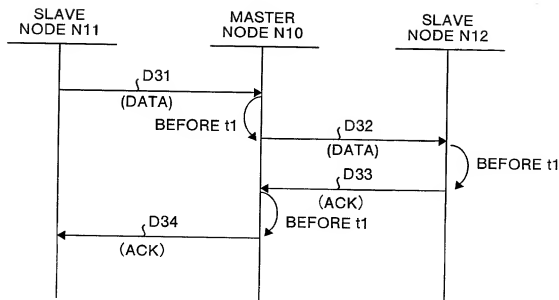 SLAVE
NODE N11
MASTER
NODE N10
SLAVE
NODE N12
D31
(DATA)
BEFORE t1
D32
(DATA)
BEFORE t1
D33
(ACK)
BEFORE t1
D34
(ACK)